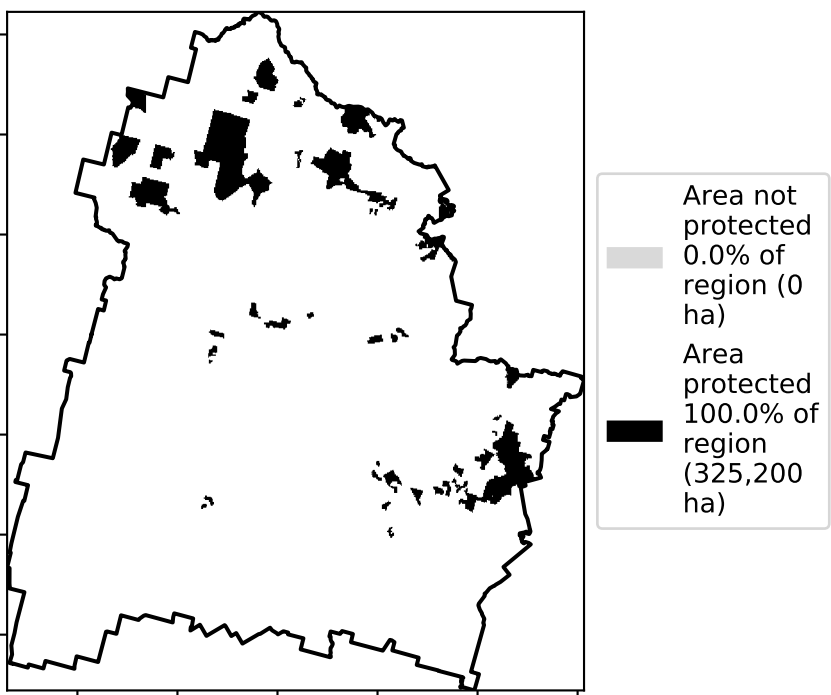 Area not
protected
0.0% of
region (0
ha)
Area
protected
100.0% of
region
(325,200
ha)